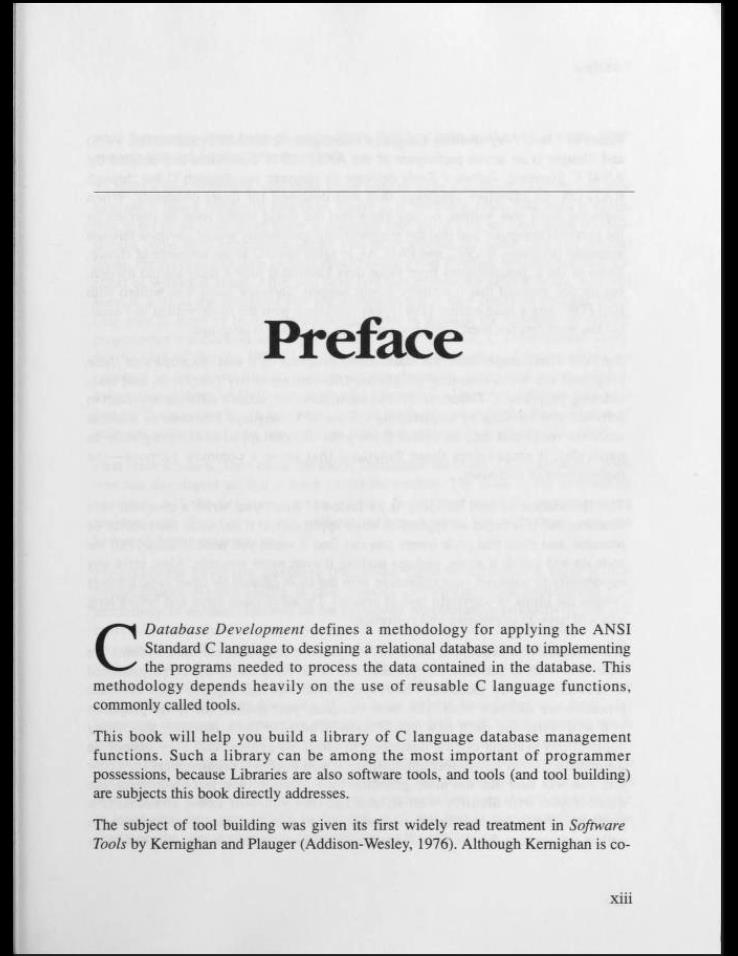 Preface
C Database Development defines a methodology for applying the ANSI
Standard C language to designing a relational database and to implementing
the programs needed to process the data contained in the database. This
methodology depends heavily on the use of reusable C language functions,
commonly called tools.
This book will help you build a library of C language database management
functions. Such a library can be among the most important of programmer
possessions, because Libraries are also software tools, and tools (and tool building)
are subjects this book directly addresses.
The subject of tool building was given its first widely read treatment in Software
Tools by Kernighan and Plauger (Addison-Wesley, 1976). Although Kernighan is co-
xiii